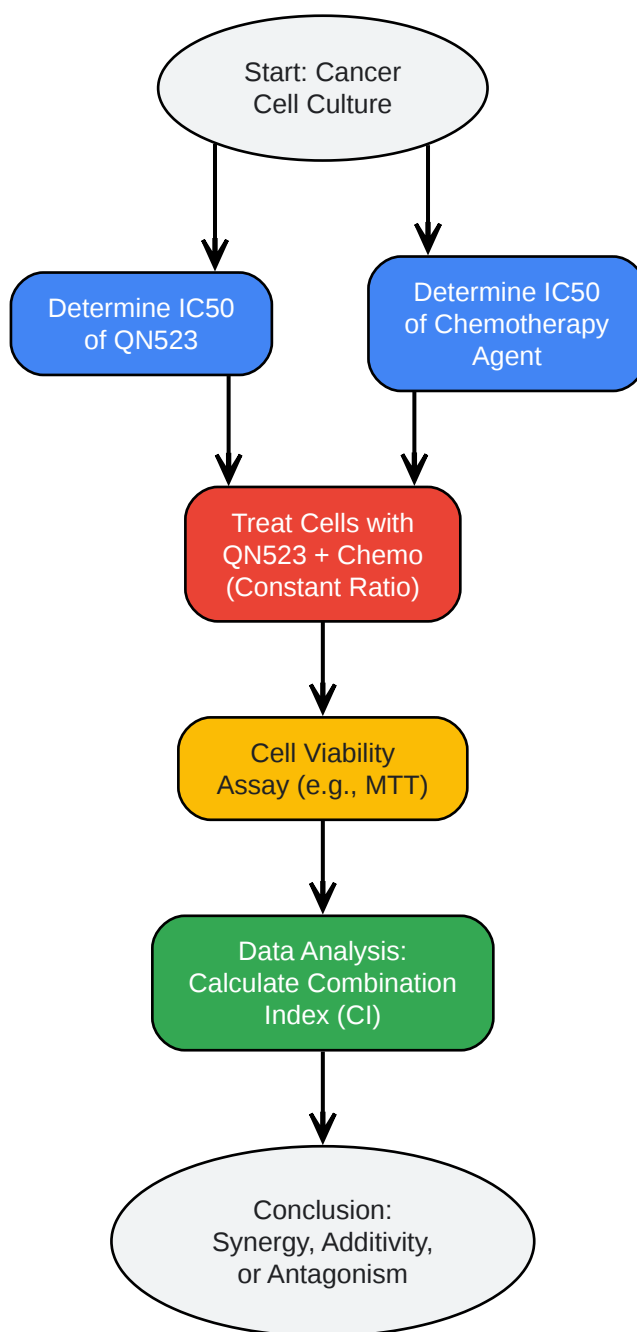 Start: Cancer
Cell Culture
Determine IC50
of QN523
Determine IC50
of Chemotherapy
Agent
Treat Cells with
QN523 + Chemo
(Constant Ratio)
Cell Viability
Assay (e.g., MTT)
Data Analysis:
Calculate Combination
Index (CI)
Conclusion:
Synergy, Additivity,
or Antagonism